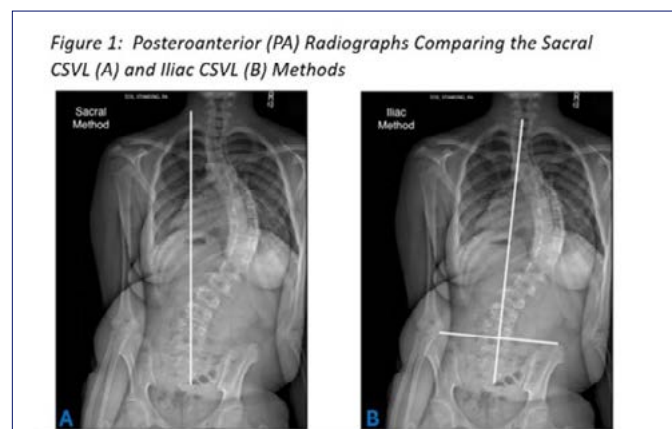 Figure 1: Posteroanterior (PA) Radiographs Comparing the Sacral
CSVL (A) and Iliac CSVL (B) Methods
Sacral
Method
A
Iliac
Method
B